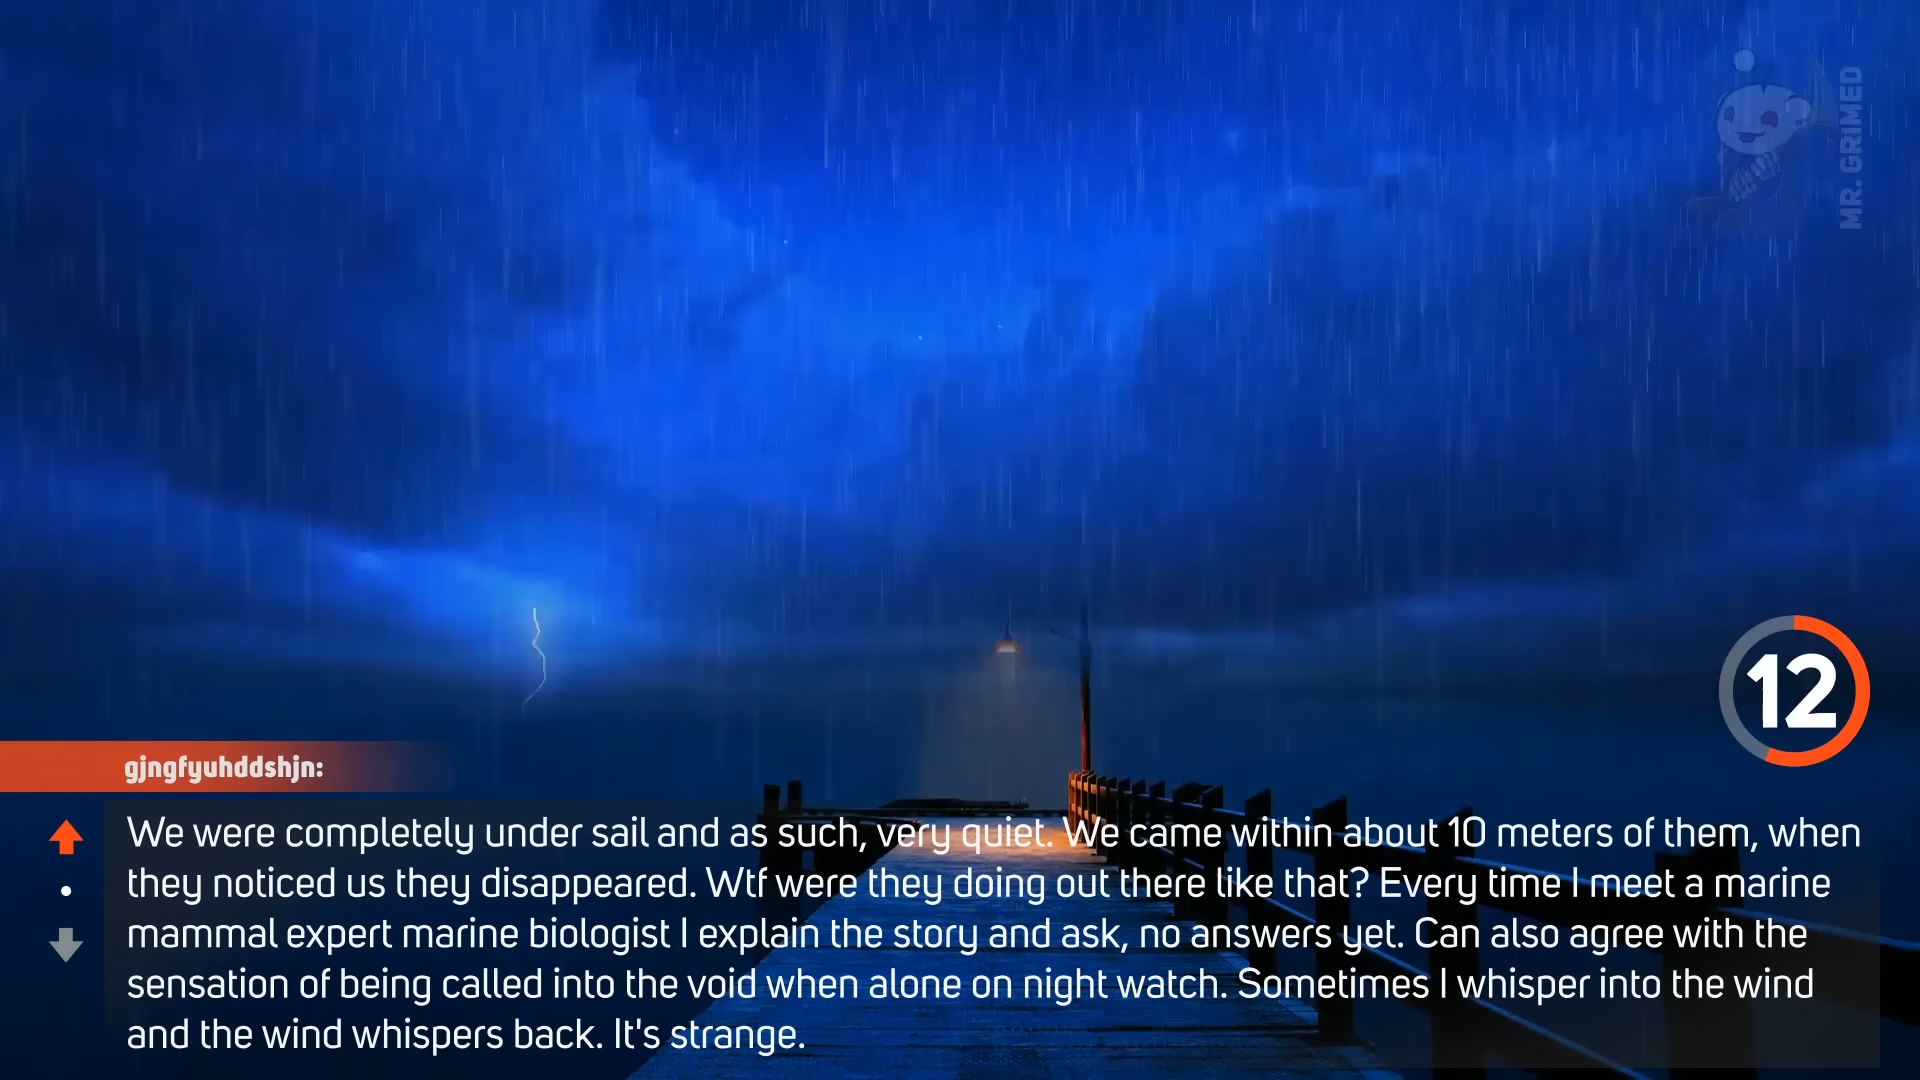 MR. GRIMED
12
gjngfyuhddshjn:
We were completely under sail and as such, very quiet. We came within about 10 meters of them, when
they noticed us they disappeared. Wtf were they doing out there like that? Every time I meet a marine
mammal expert marine biologist I explain the story and ask, no answers yet. Can also agree with the
sensation of being called into the void when alone on night watch. Sometimes I whisper into the wind
and the wind whispers back. It's strange.